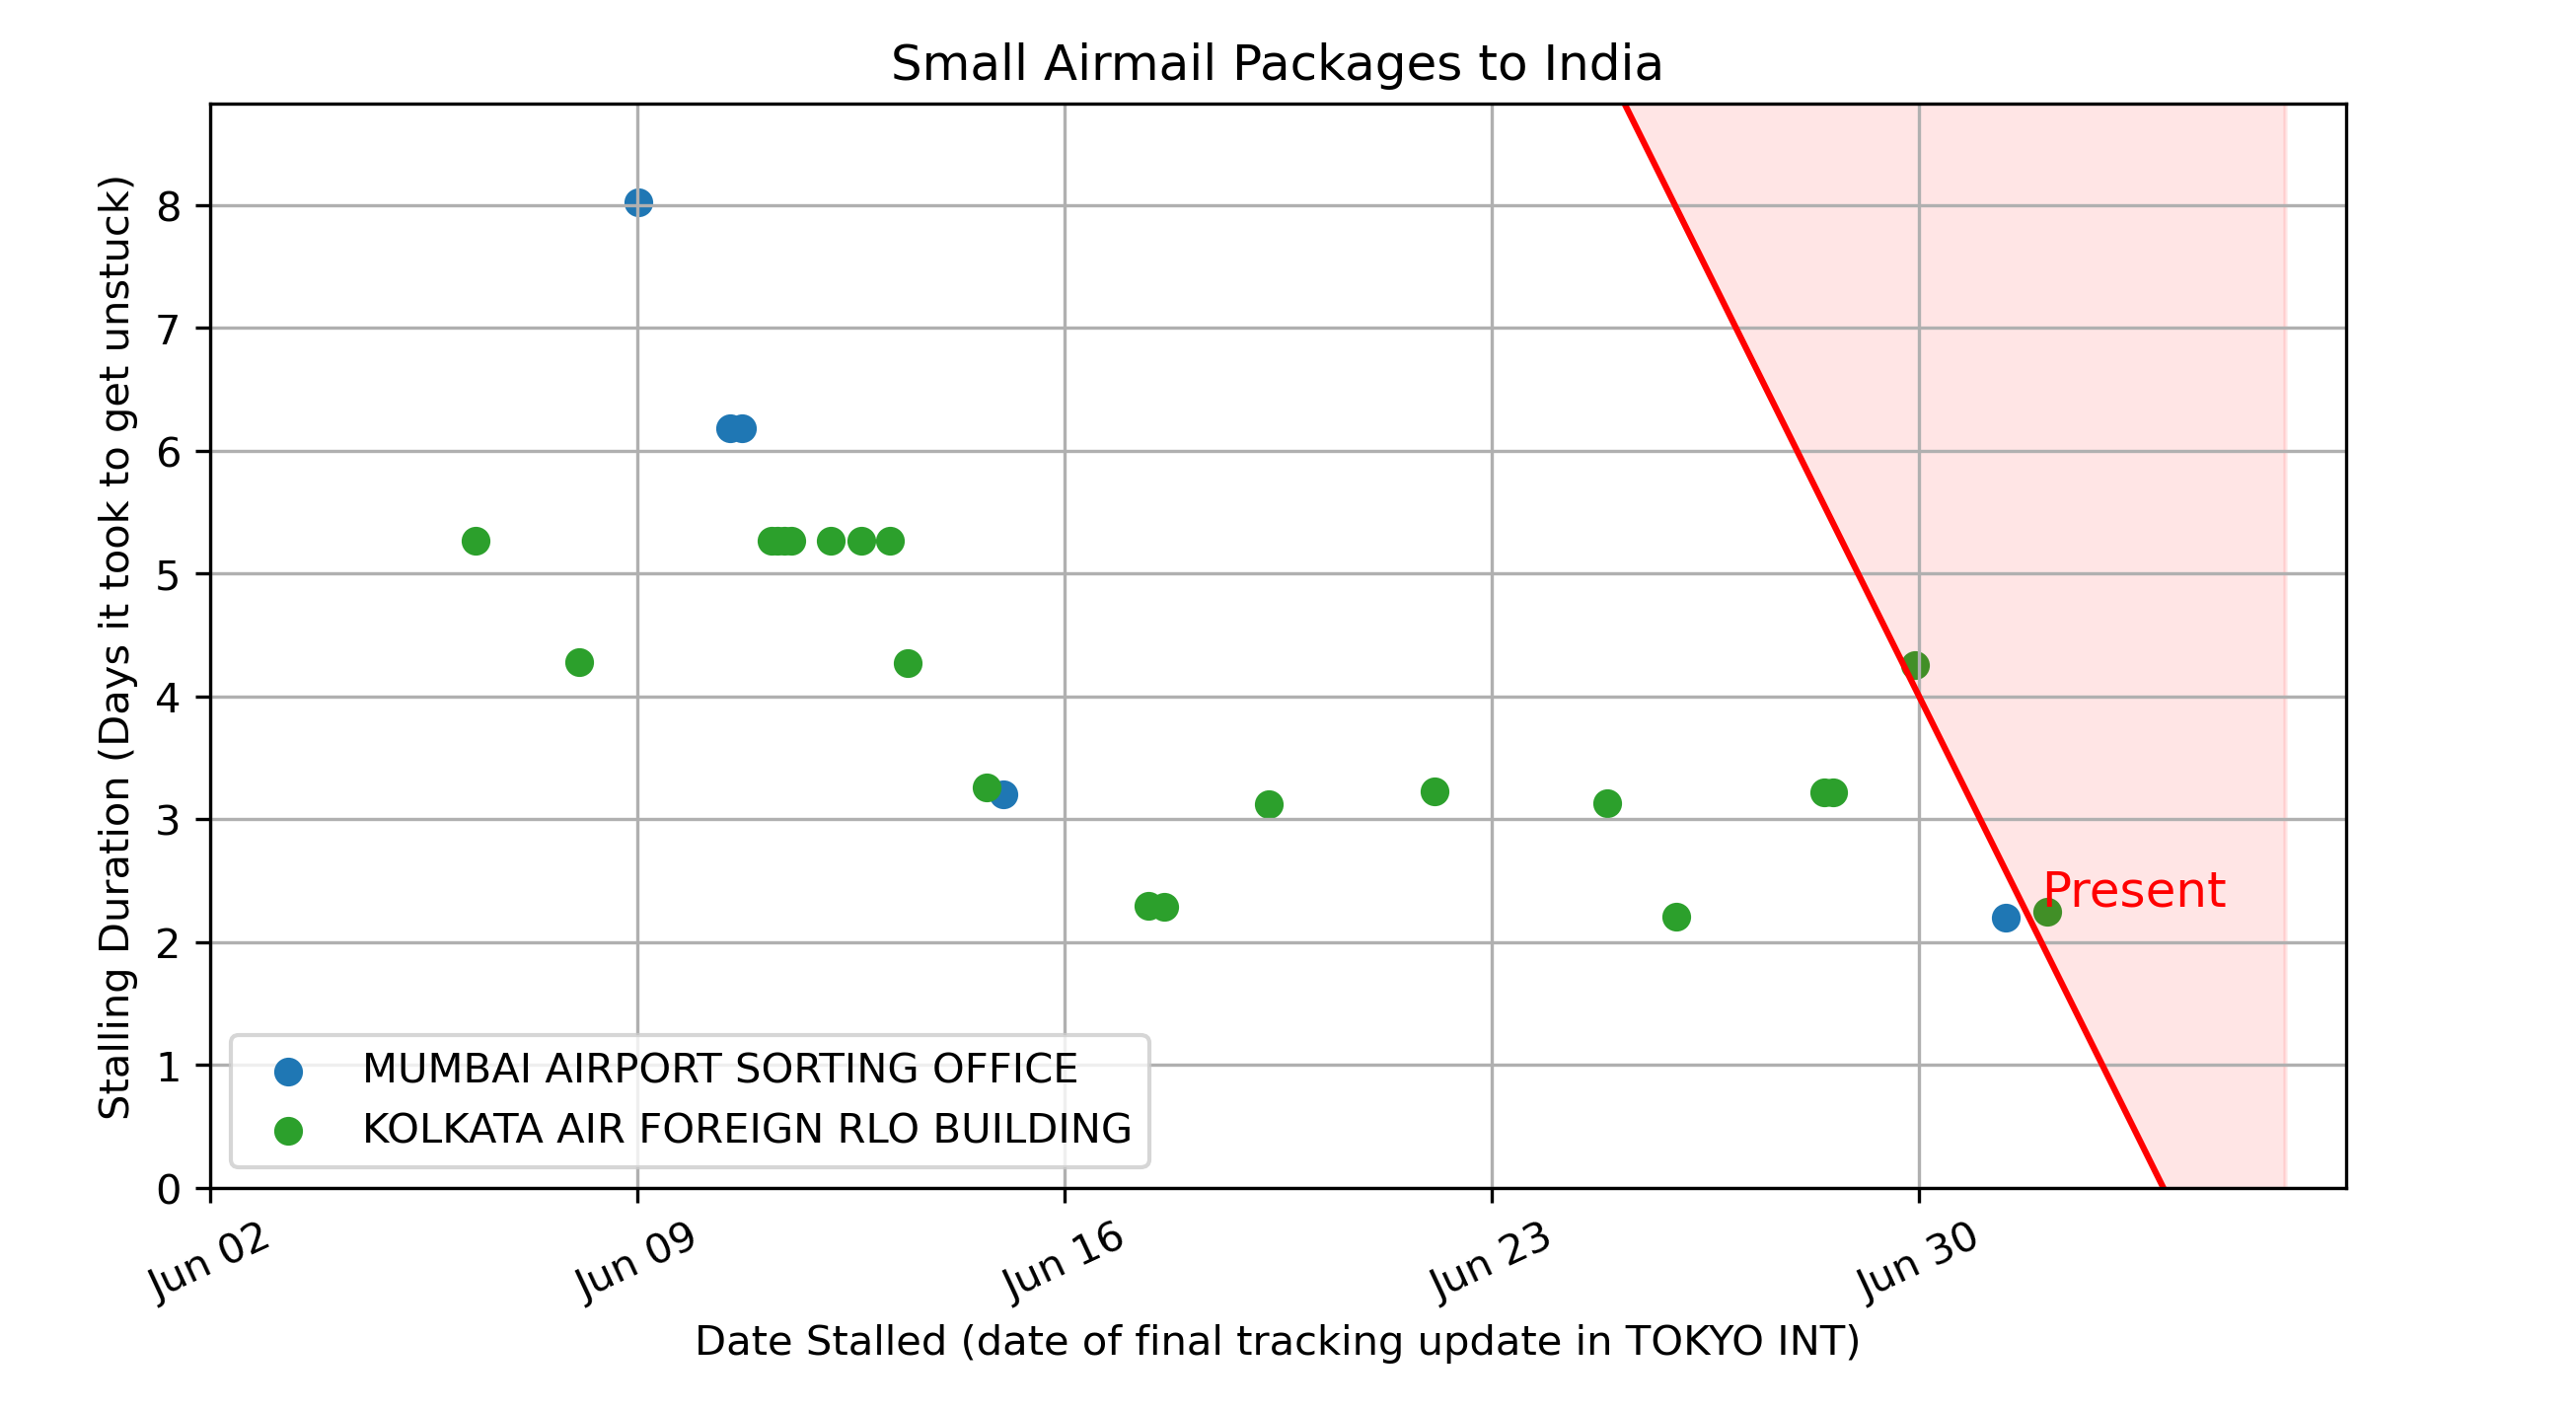 Small Airmail Packages to India
Stalling Duration (Days it took to get unstuck)
8
7
6
5
4
3
2
1
0
Present
MUMBAI AIRPORT SORTING OFFICE
KOLKATA AIR FOREIGN RLO BUILDING
Jun 02
Jun 09
Jun 16
Jun 23
Jun 30
Date Stalled (date of final tracking update in TOKYO INT)